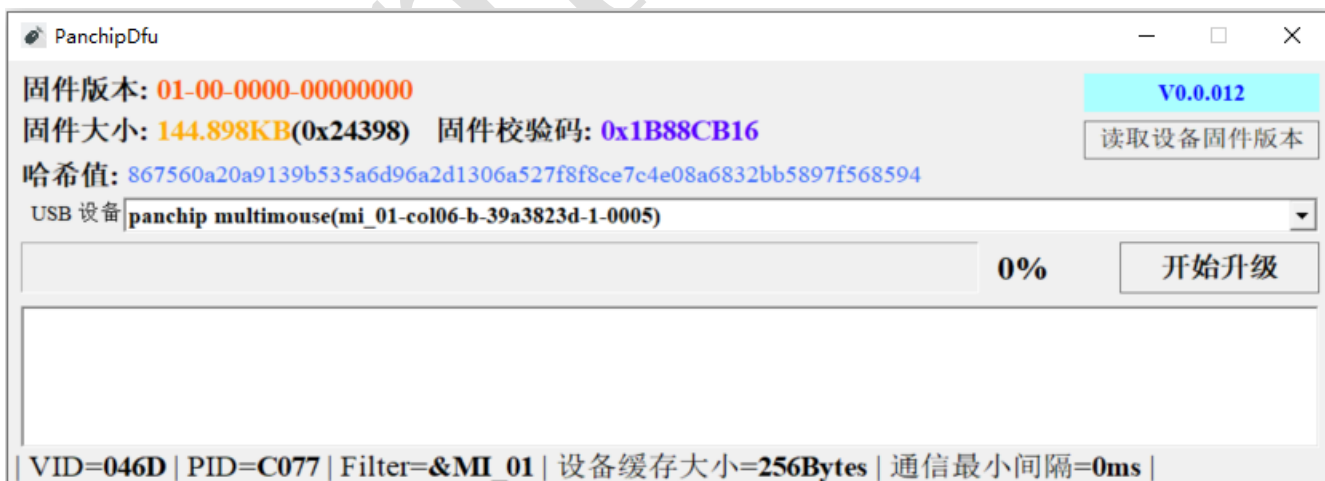 PanchipDfu
固件版本: 01-00-0000-00000000
V0.0.012
固件大小: 144.898KB(0x24398) 固件校验码: 0x1B88CB16
读取设备固件版本
哈希值: 867560a20a9139b535a6d96a2d1306a527f8f8ce7c4e08a6832bb5897f568594
USB 设备 panchip multimouse(mi_01-col06-b-39a3823d-1-0005)
0% 开始升级
| VID=046D | PID=C077 | Filter=&MI_01 | 设备缓存大小=256Bytes | 通信最小间隔=0ms |